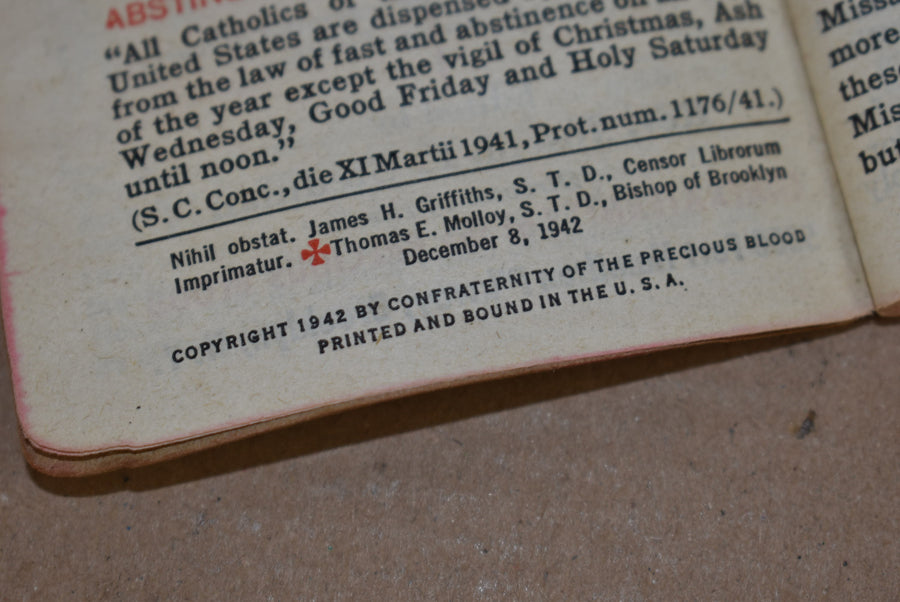 “All Catholics of
United States are dispensed
from the law of fast and abstinence on
of the year except the vigil of Christmas, Ash
Wednesday, Good Friday and Holy Saturday
until noon.”
(S. C. Conc., die XI Martii 1941, Prot. num. 1176/41.)
Nihil obstat. James H. Griffiths, S. T. D., Censor Librorum
Imprimatur. ✠Thomas E. Molloy, S. T. D., Bishop of Brooklyn
December 8, 1942
COPYRIGHT 1942 BY CONFRATERNITY OF THE PRECIOUS BLOOD
PRINTED AND BOUND IN THE U. S. A.
more
but